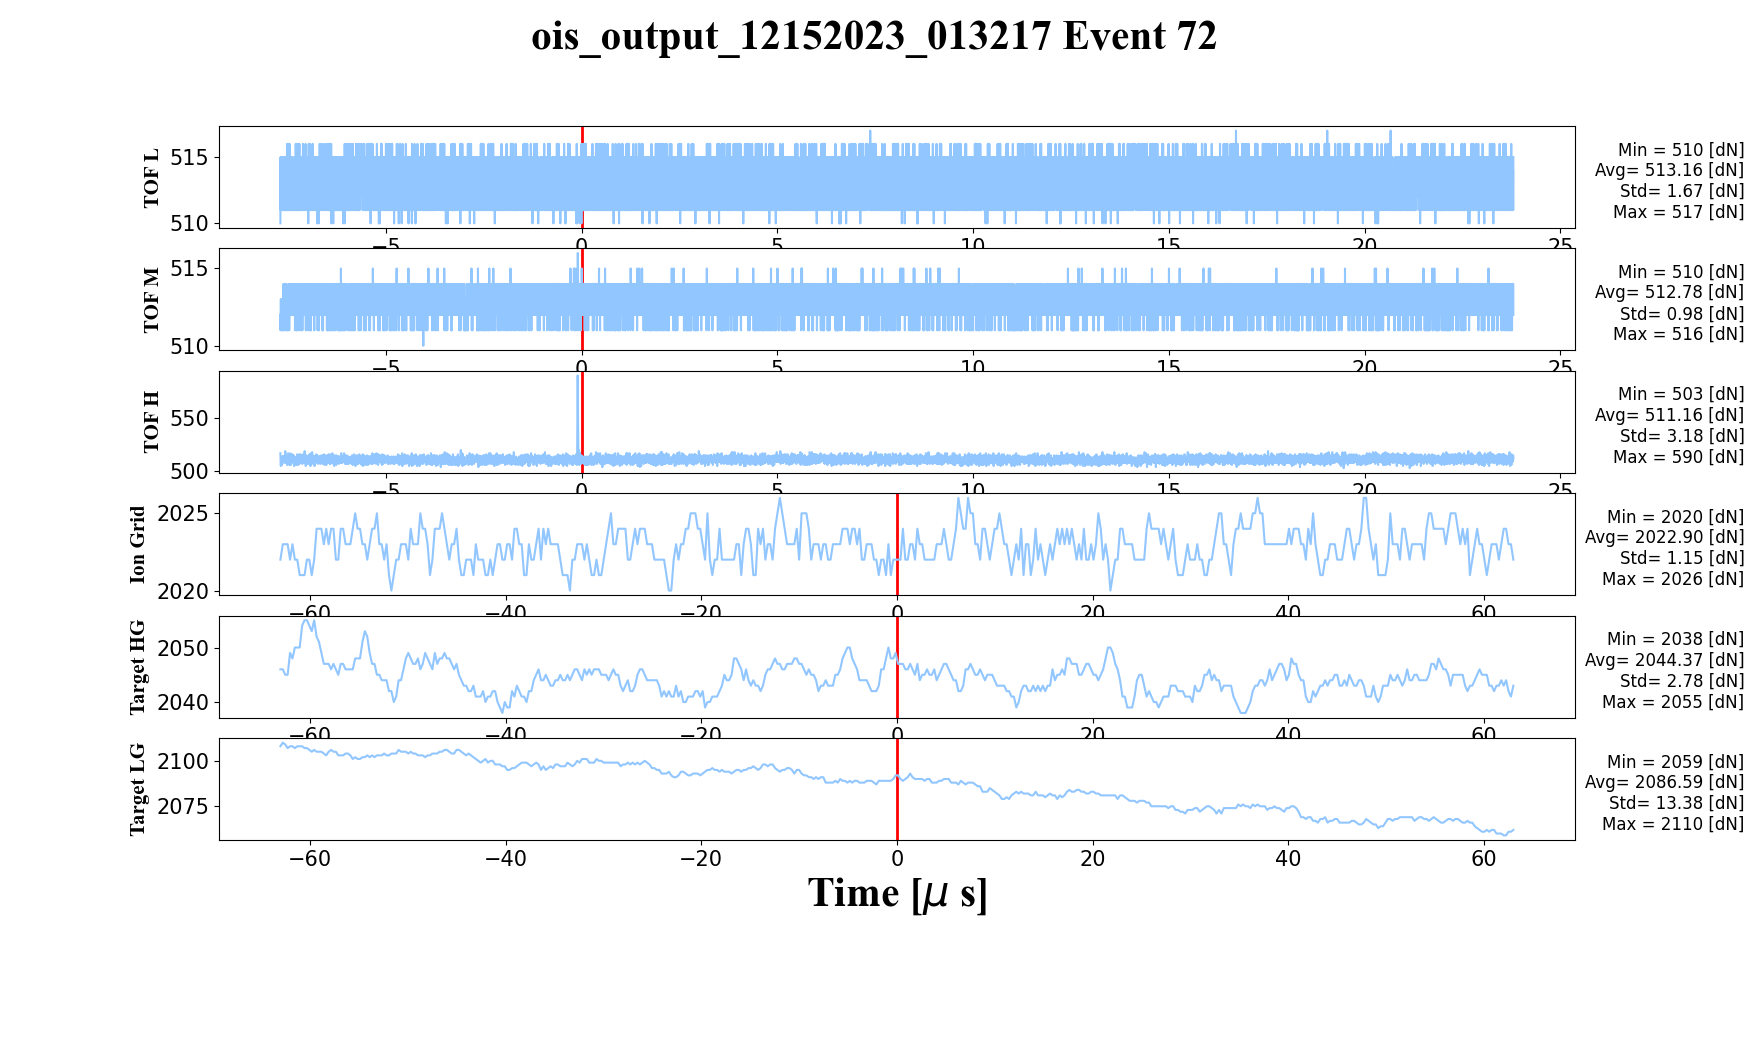 ois_output_12152023_013217 Event 72
TOF L
515
510
−5
0
5
10
15
20
25
Min = 510 [dN]
Avg= 513.16 [dN]
Std= 1.67 [dN]
Max = 517 [dN]
TOF M
515
510
−5
0
5
10
15
20
25
Min = 510 [dN]
Avg= 512.78 [dN]
Std= 0.98 [dN]
Max = 516 [dN]
TOF H
550
500
−5
0
5
10
15
20
25
Min = 503 [dN]
Avg= 511.16 [dN]
Std= 3.18 [dN]
Max = 590 [dN]
Ion Grid
2025
2020
−60
−40
−20
0
20
40
60
Min = 2020 [dN]
Avg= 2022.90 [dN]
Std= 1.15 [dN]
Max = 2026 [dN]
Target HG
2050
2040
−60
−40
−20
0
20
40
60
Min = 2038 [dN]
Avg= 2044.37 [dN]
Std= 2.78 [dN]
Max = 2055 [dN]
Target LG
2100
2075
−60
−40
−20
0
20
40
60
Min = 2059 [dN]
Avg= 2086.59 [dN]
Std= 13.38 [dN]
Max = 2110 [dN]
Time [μ s]